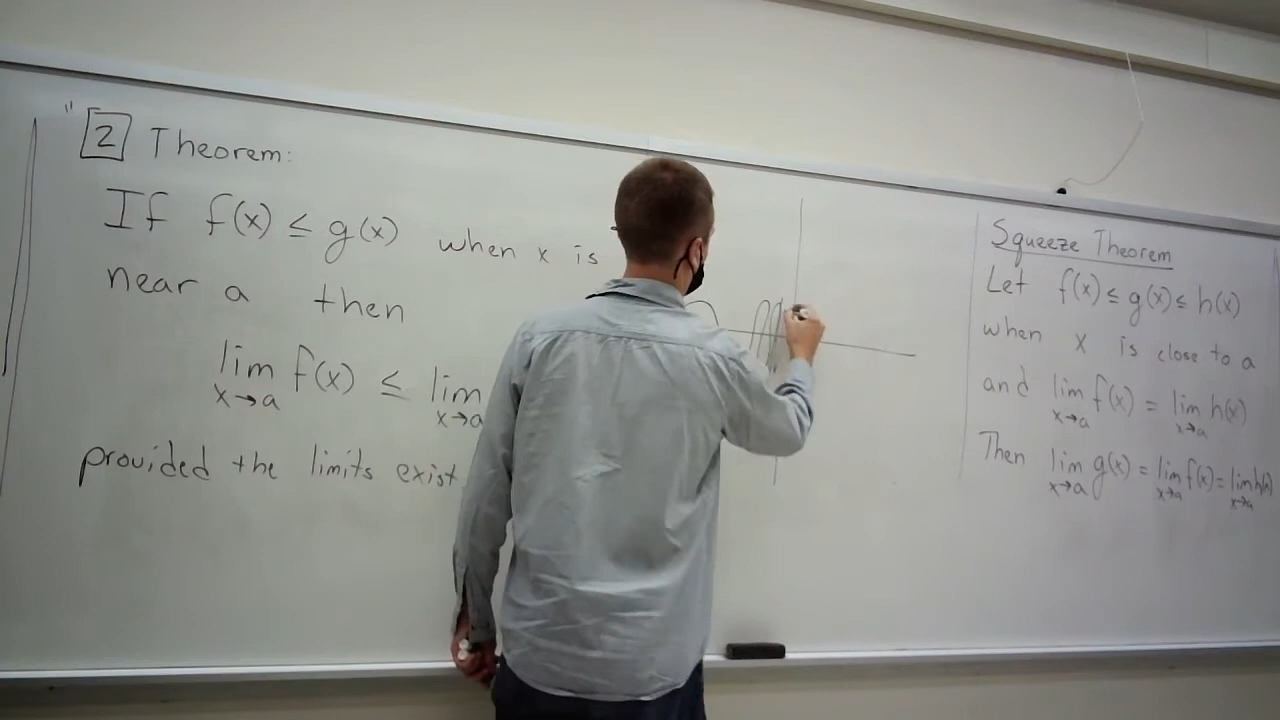 " 2 Theorem:
If f(x) ≤ g(x) when x is
near a then
lim f(x) ≤ lim
x→a x→a
provided the limits exist
Squeeze Theorem
Let f(x) ≤ g(x) ≤ h(x)
when x is close to a
and lim f(x) = lim h(x)
x→a x→a
Then lim g(x) = lim f(x) = lim h(x)
x→a x→a x→a